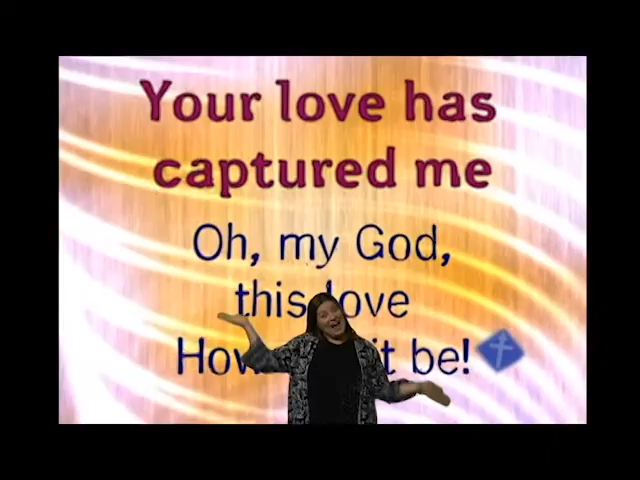 Your love has
captured me
Oh, my God,
this love
How it be!